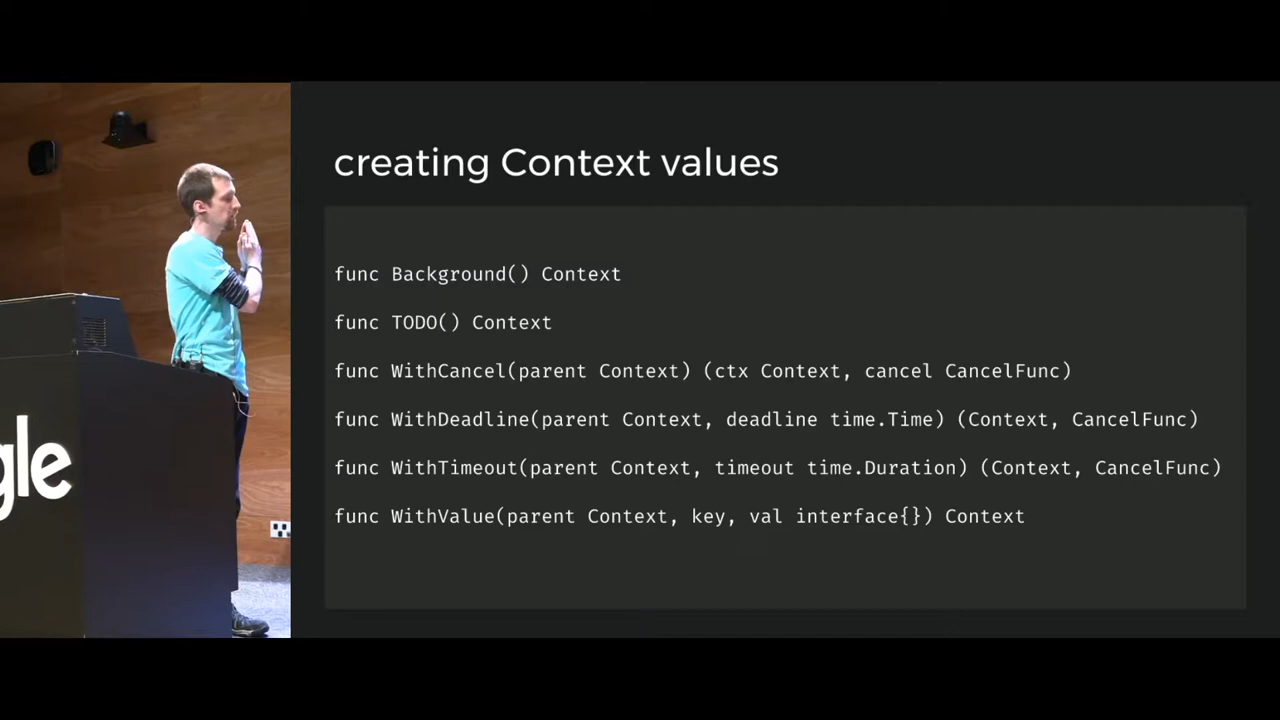 gle
creating Context values
func Background() Context
func TODO() Context
func WithCancel(parent Context) (ctx Context, cancel CancelFunc)
func WithDeadline(parent Context, deadline time.Time) (Context, CancelFunc)
func WithTimeout(parent Context, timeout time.Duration) (Context, CancelFunc)
func WithValue(parent Context, key, val interface{}) Context